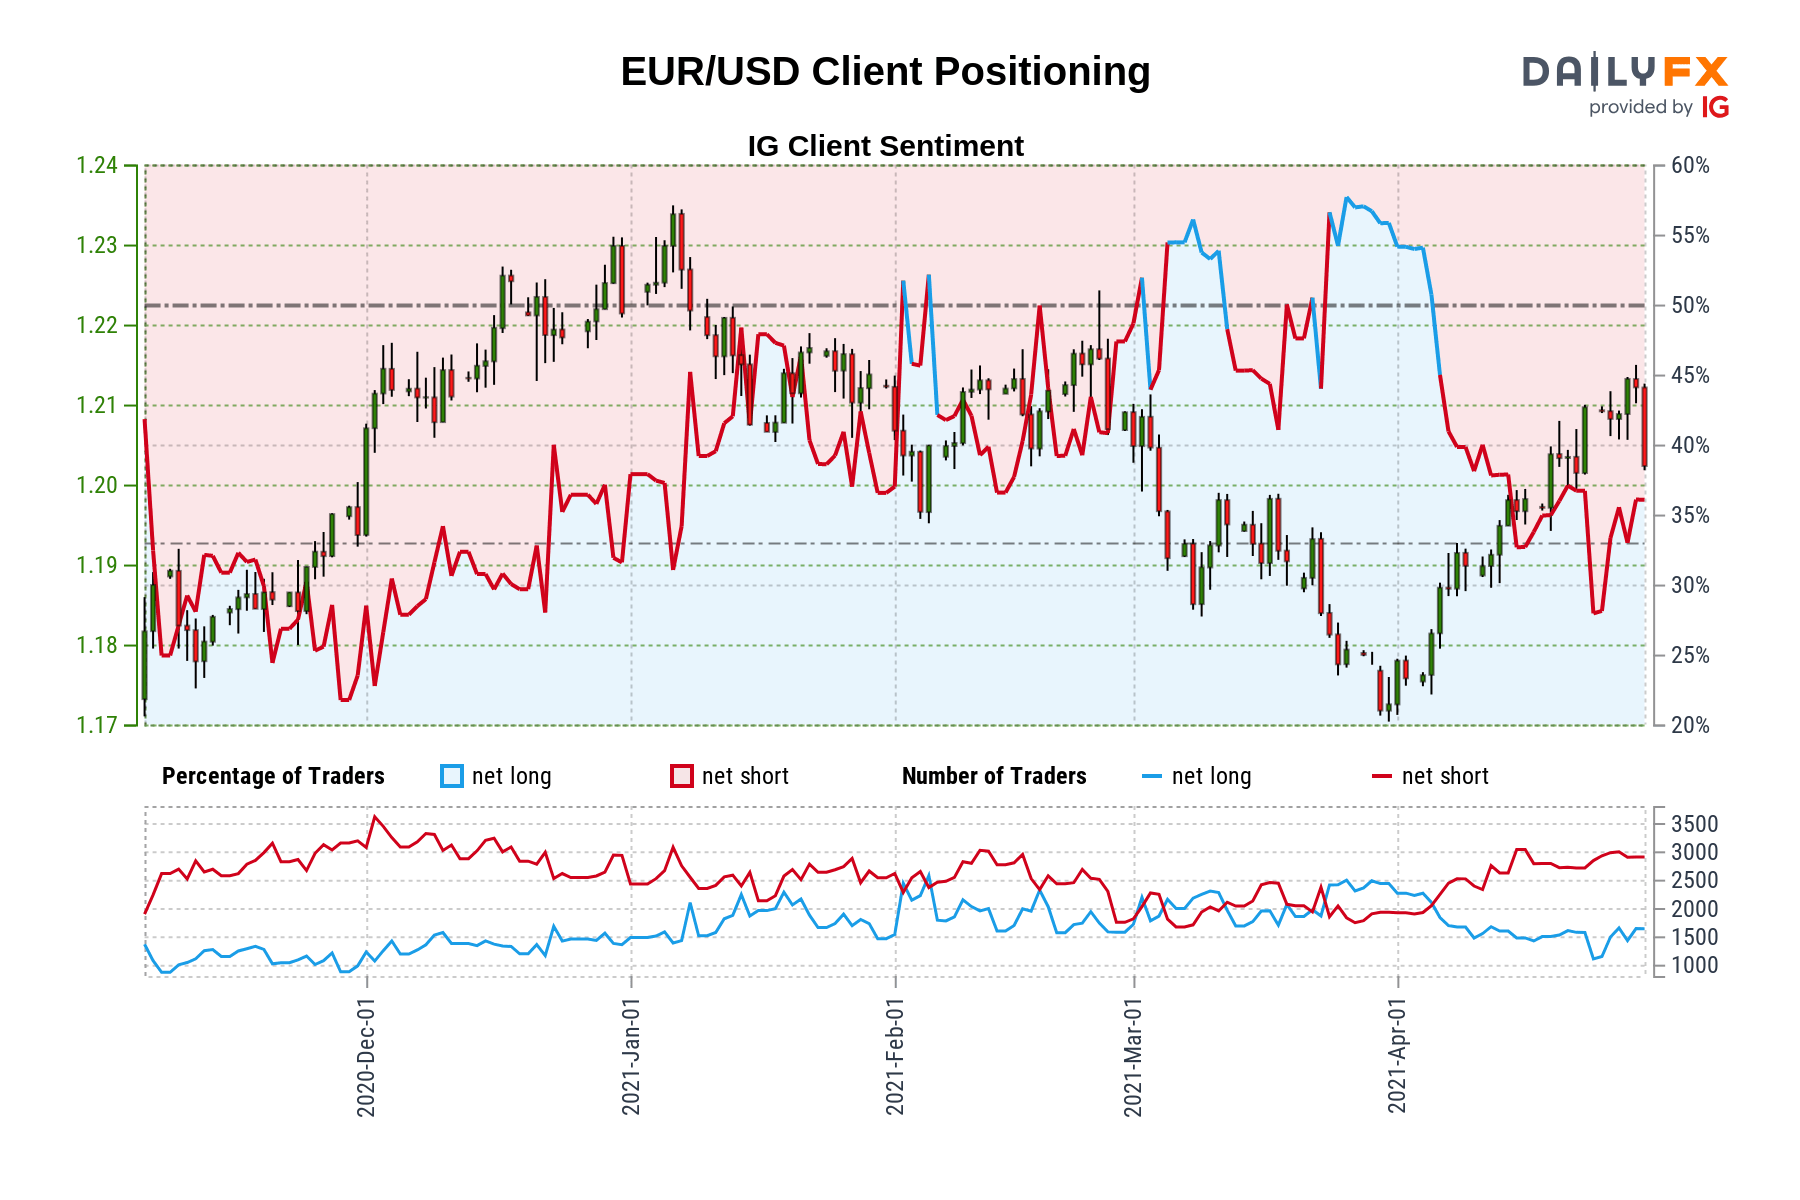 EUR/USD Client Positioning
DAILYFX
provided by IG
IG Client Sentiment
1.24
1.23
1.22
1.21
1.20
1.19
1.18
1.17
60%
55%
50%
45%
40%
35%
30%
25%
20%
Percentage of Traders net long net short Number of Traders net long net short
3500
3000
2500
2000
1500
1000
2020-Dec-01
2021-Jan-01
2021-Feb-01
2021-Mar-01
2021-Apr-01